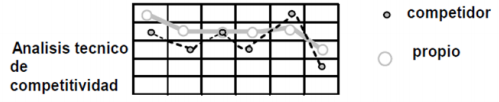 Analisis tecnico
de
competitividad
competidor
propio